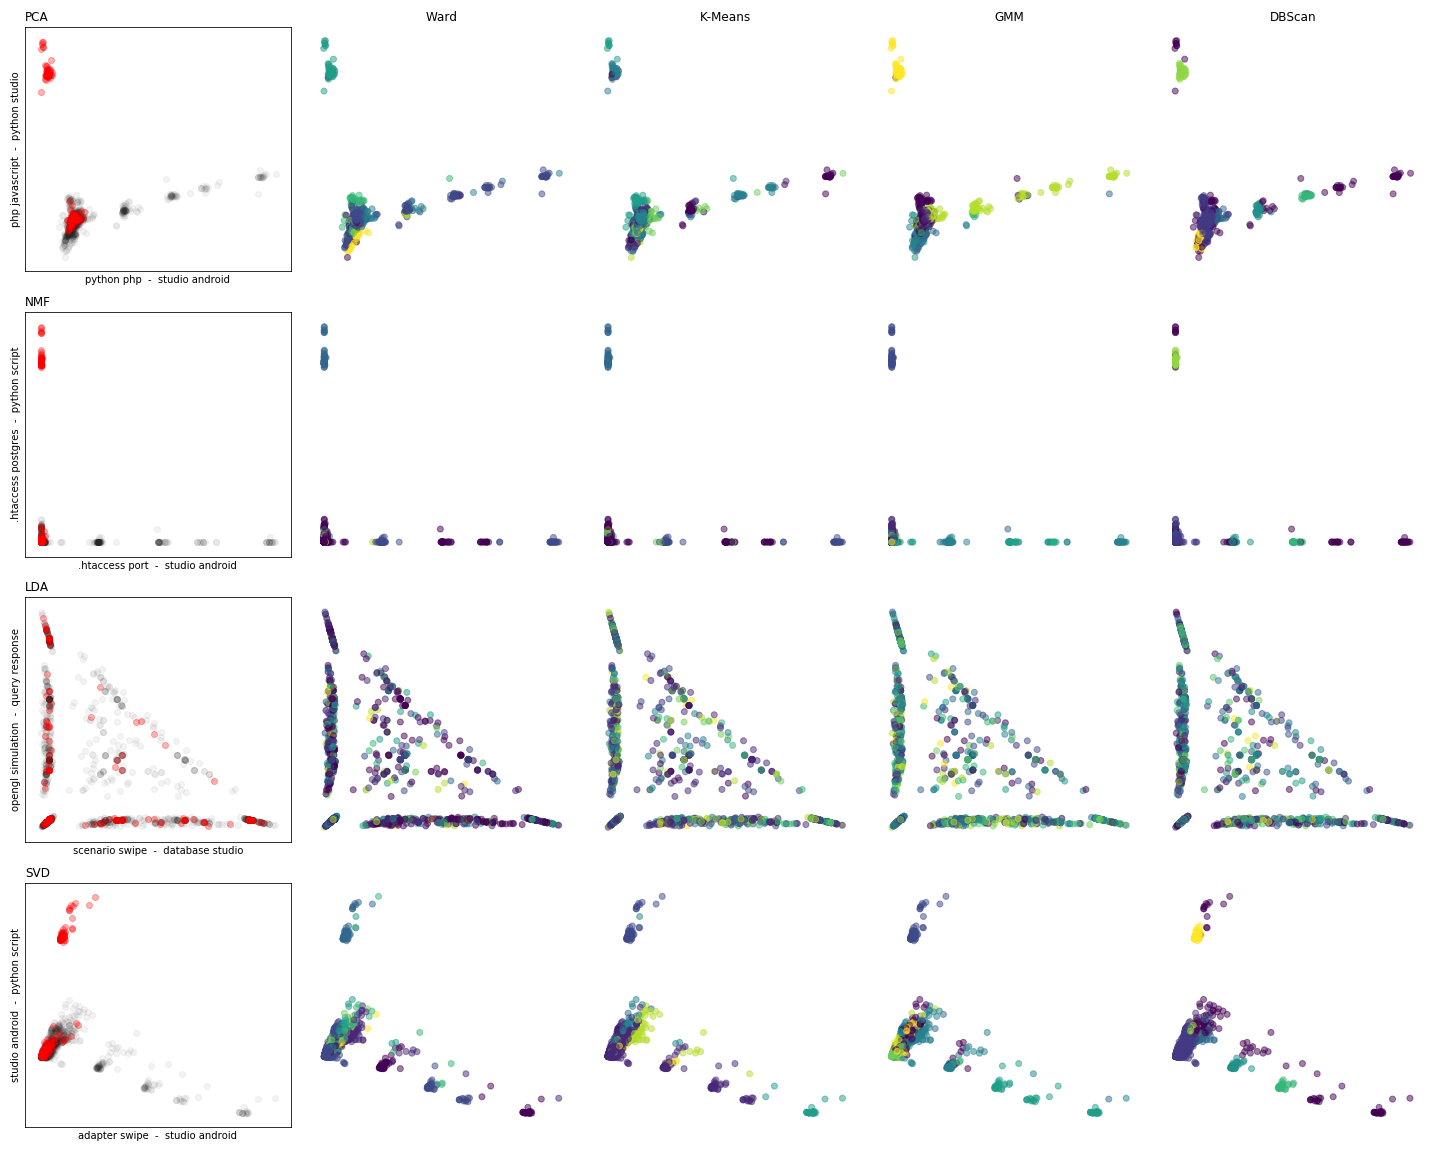 PCA
Ward
K-Means
GMM
DBScan
php javascript - python studio
python php - studio android
NMF
.htaccess postgres - python script
.htaccess port - studio android
LDA
opengl simulation - query response
scenario swipe - database studio
SVD
studio android - python script
adapter swipe - studio android